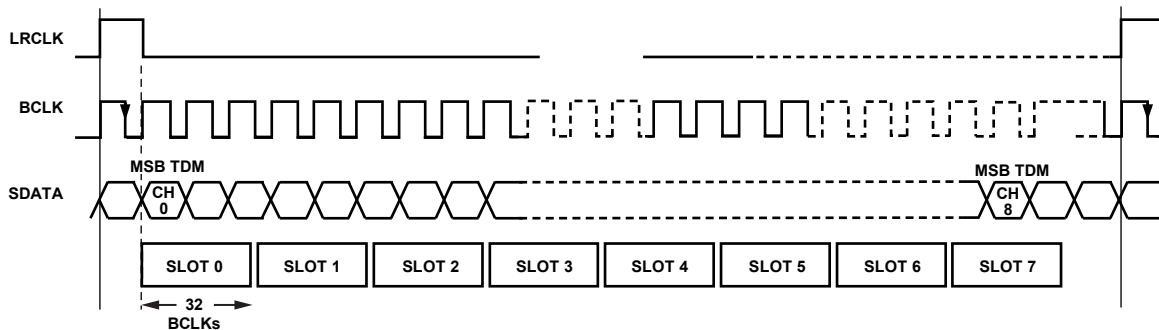 LRCLK
BCLK
MSB TDM
MSB TDM
SDATA
CH
0
CH
8
SLOT 0
SLOT 1
SLOT 2
SLOT 3
SLOT 4
SLOT 5
SLOT 6
SLOT 7
32
BCLKs